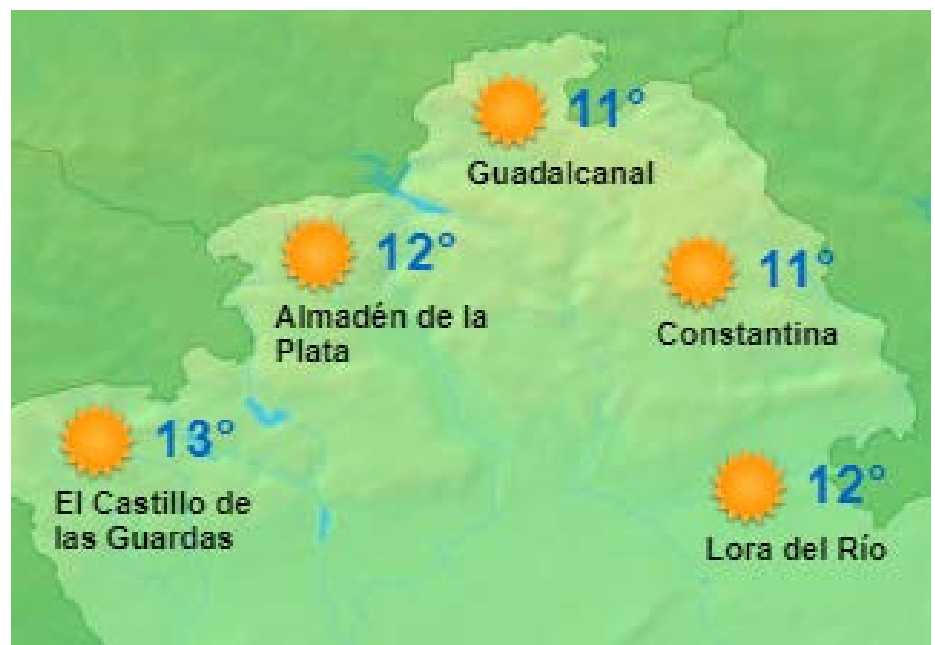 11°
Guadalcanal
12°
Almadén de la
Plata
11°
Constantina
13°
El Castillo de
las Guardas
12°
Lora del Río